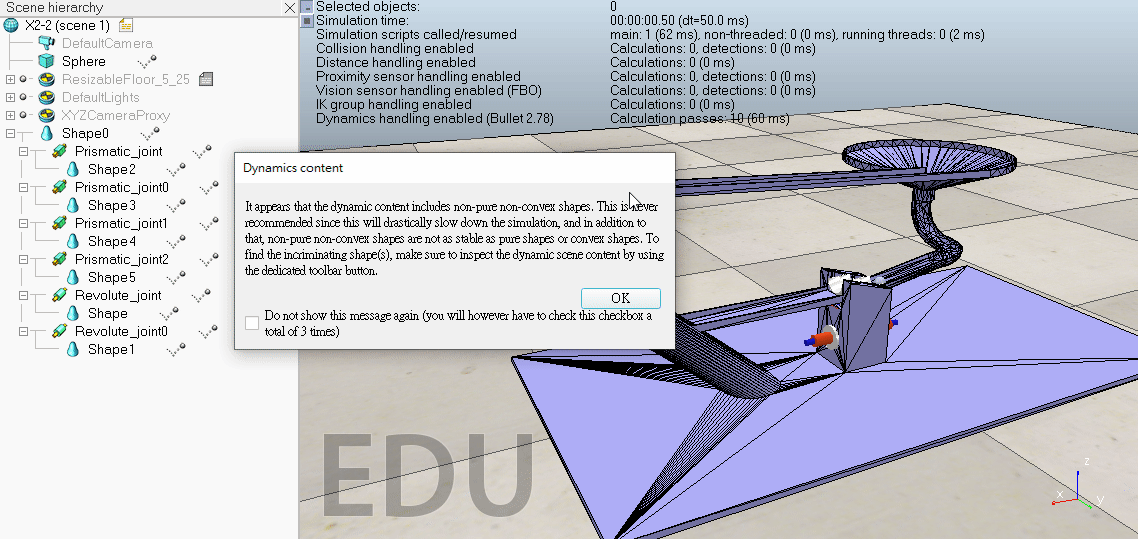 Scene hierarchy
X2-2 (scene 1)
DefaultCamera
Sphere
ResizableFloor_5_25
DefaultLights
XYZCameraProxy
Shape0
Prismatic_joint
Shape2
Prismatic_joint0
Shape3
Prismatic_joint1
Shape4
Prismatic_joint2
Shape5
Revolute_joint
Shape
Revolute_joint0
Shape1
Selected objects: 0
Simulation time: 00:00:00.50 (dt=50.0 ms)
Simulation scripts called/resumed main: 1 (62 ms), non-threaded: 0 (0 ms), running threads: 0 (2 ms)
Collision handling enabled Calculations: 0, detections: 0 (0 ms)
Distance handling enabled Calculations: 0 (0 ms)
Proximity sensor handling enabled Calculations: 0, detections: 0 (0 ms)
Vision sensor handling enabled (FBO) Calculations: 0, detections: 0 (0 ms)
IK group handling enabled Calculations: 0 (0 ms)
Dynamics handling enabled (Bullet 2.78) Calculation passes: 10 (60 ms)
Dynamics content
It appears that the dynamic content includes non-pure non-convex shapes. This is never
recommended since this will drastically slow down the simulation, and in addition to
that, non-pure non-convex shapes are not as stable as pure shapes or convex shapes. To
find the incriminating shape(s), make sure to inspect the dynamic scene content by using
the dedicated toolbar button.
OK
Do not show this message again (you will however have to check this checkbox a
total of 3 times)
EDU
z
x
y